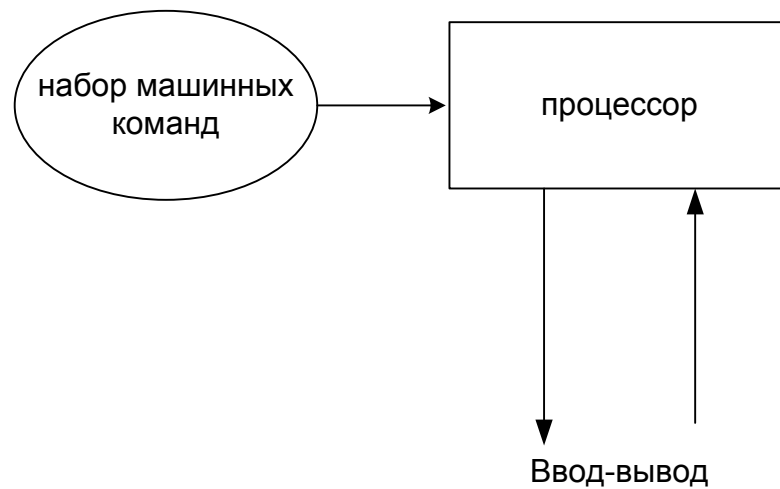 набор машинных
команд
процессор
Ввод-вывод